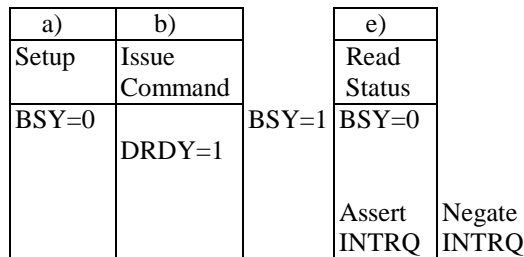 a) b) e)
Setup Issue Read
Command Status
BSY=0 BSY=1 BSY=0
DRDY=1
Assert Negate
INTRQ INTRQ